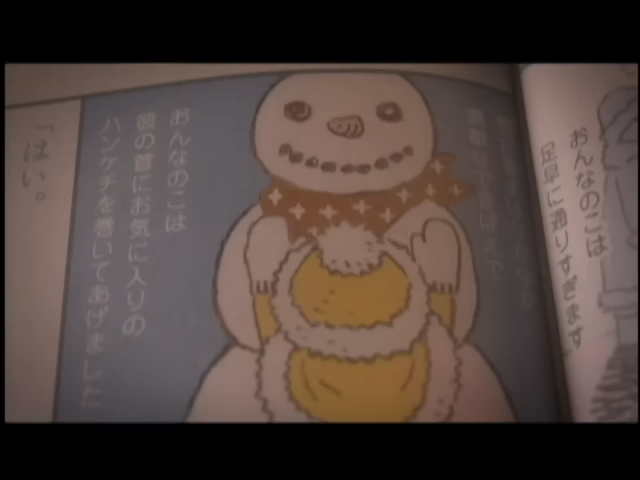 おんなのこは
足早に通りすぎます
おんなのこは
彼の首にお気に入りの
ハンケチを巻いてあげました
「はい。